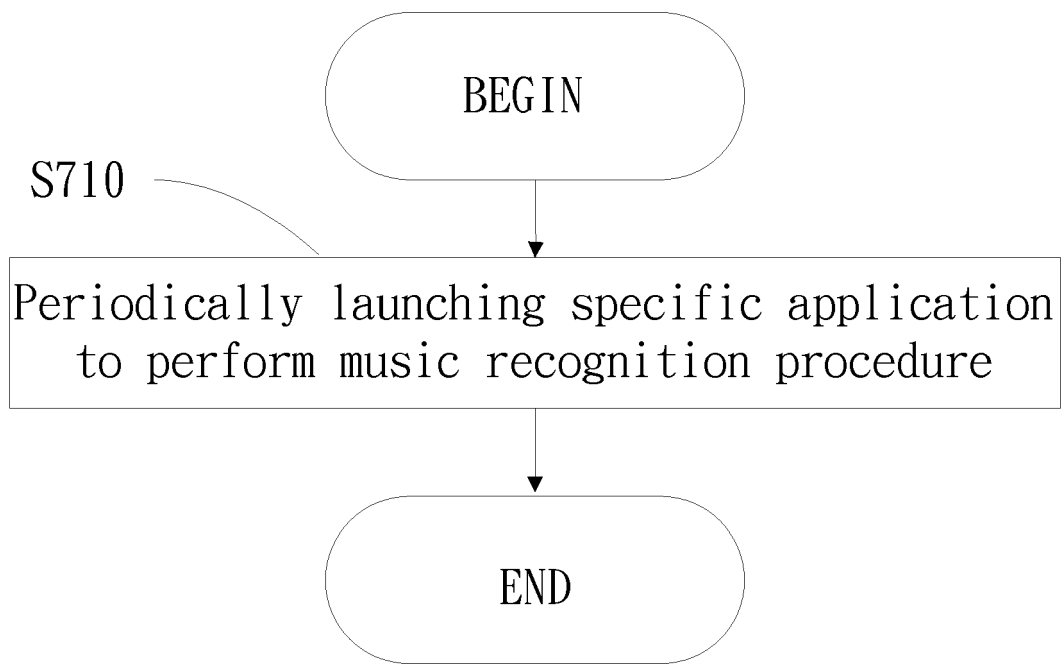 BEGIN
S710
Periodically launching specific application
to perform music recognition procedure
END